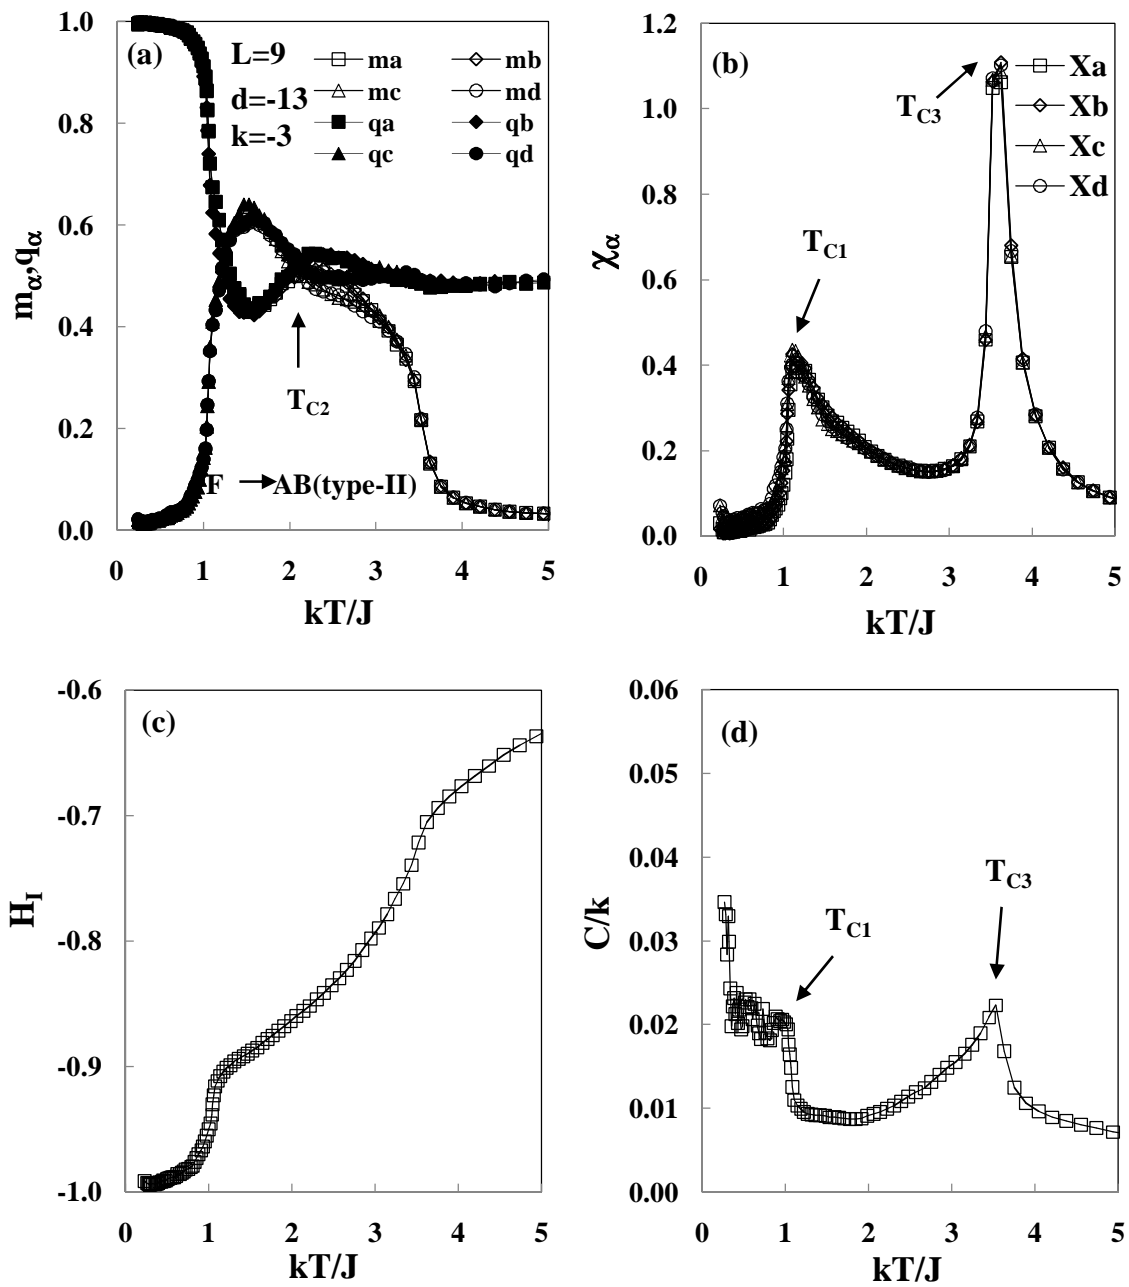 (a)
L=9
d=-13
k=-3
ma
mb
mc
md
qa
qb
qc
qd
1.0
0.8
0.6
0.4
0.2
0.0
mα,qα
TC2
F → AB(type-II)
0 1 2 3 4 5
kT/J
(b)
Xa
Xb
Xc
Xd
TC3
TC1
1.2
1.0
0.8
0.6
0.4
0.2
0.0
χα
0 1 2 3 4 5
kT/J
(c)
-0.6
-0.7
-0.8
-0.9
-1.0
HI
0 1 2 3 4 5
kT/J
(d)
0.06
0.05
0.04
0.03
0.02
0.01
0.00
C/k
TC1
TC3
0 1 2 3 4 5
kT/J